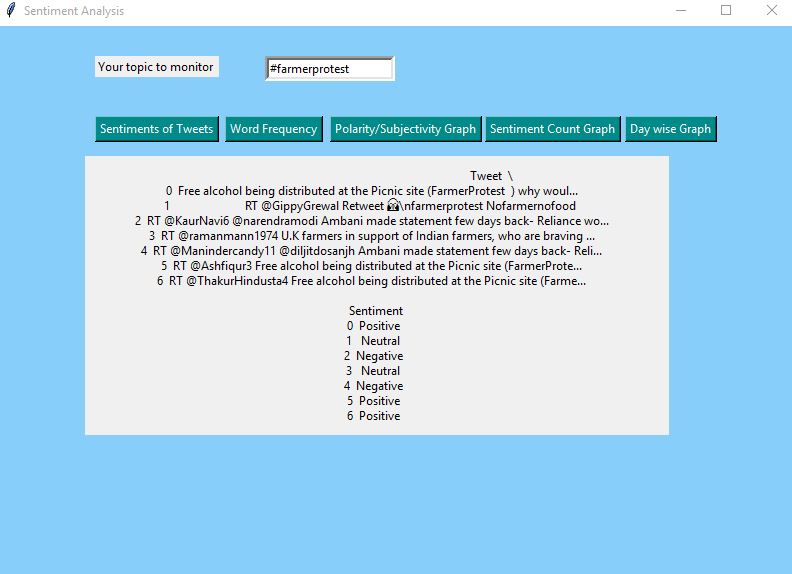 Sentiment Analysis
Your topic to monitor
#farmerprotest
Sentiments of Tweets
Word Frequency
Polarity/Subjectivity Graph
Sentiment Count Graph
Day wise Graph
Tweet \
0 Free alcohol being distributed at the Picnic site (FarmerProtest ) why woul...
1 RT @GippyGrewal Retweet 🙌\nfarmerprotest Nofarmernofood
2 RT @KaurNavi6 @narendramodi Ambani made statement few days back- Reliance wo...
3 RT @ramanmann1974 U.K farmers in support of Indian farmers, who are braving ...
4 RT @Manindercandy11 @diljitdosanjh Ambani made statement few days back- Reli...
5 RT @Ashfiqur3 Free alcohol being distributed at the Picnic site (FarmerProte...
6 RT @ThakurHindusta4 Free alcohol being distributed at the Picnic site (Farme...
Sentiment
0 Positive
1 Neutral
2 Negative
3 Neutral
4 Negative
5 Positive
6 Positive